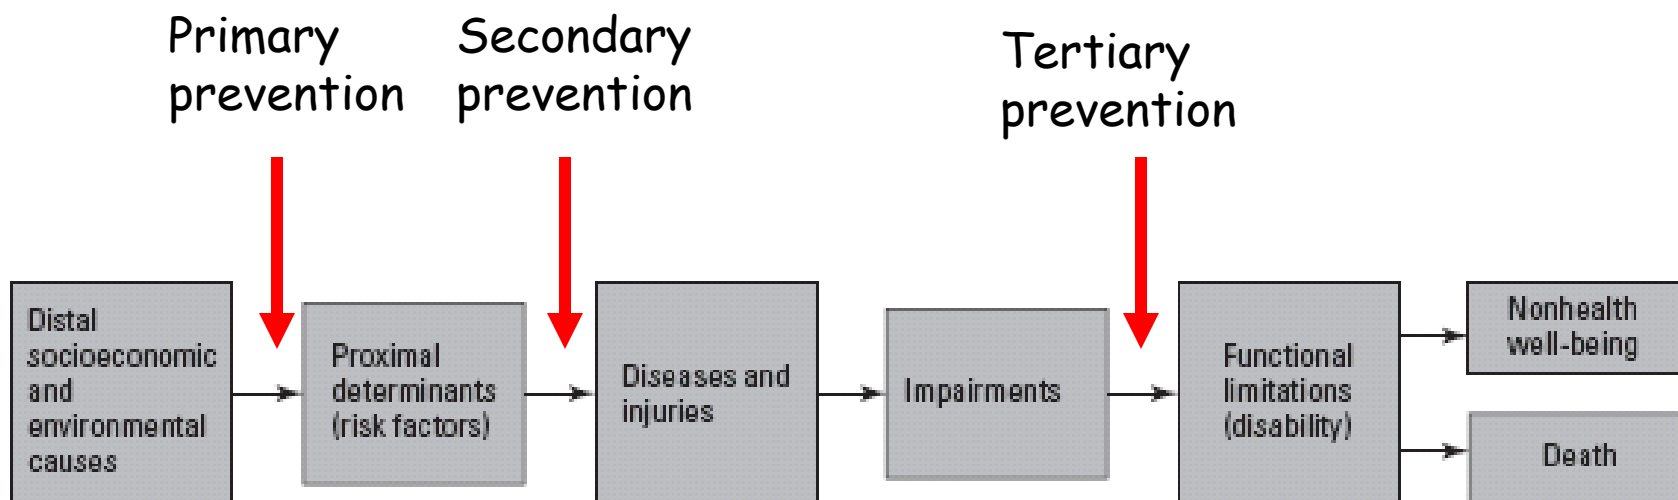 Primary
prevention
Secondary
prevention
Tertiary
prevention
Distal
socioeconomic
and
environmental
causes
Proximal
determinants
(risk factors)
Diseases and
injuries
Impairments
Functional
limitations
(disability)
Nonhealth
well-being
Death